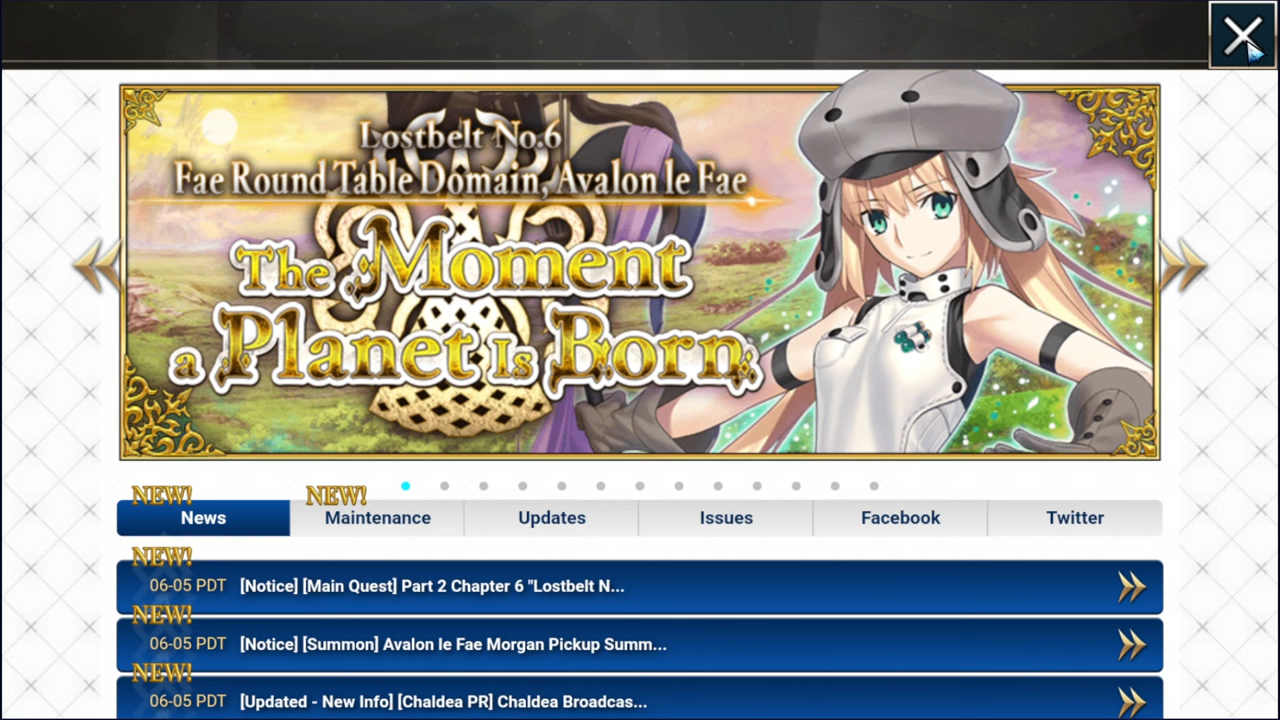 Lostbelt No.6
Fae Round Table Domain, Avalon le Fae
The Moment
a Planet Is Born
NEW!
NEW!
News
Maintenance
Updates
Issues
Facebook
Twitter
NEW!
06-05 PDT [Notice] [Main Quest] Part 2 Chapter 6 "Lostbelt N...
NEW!
06-05 PDT [Notice] [Summon] Avalon le Fae Morgan Pickup Summ...
NEW!
06-05 PDT [Updated - New Info] [Chaldea PR] Chaldea Broadcas...